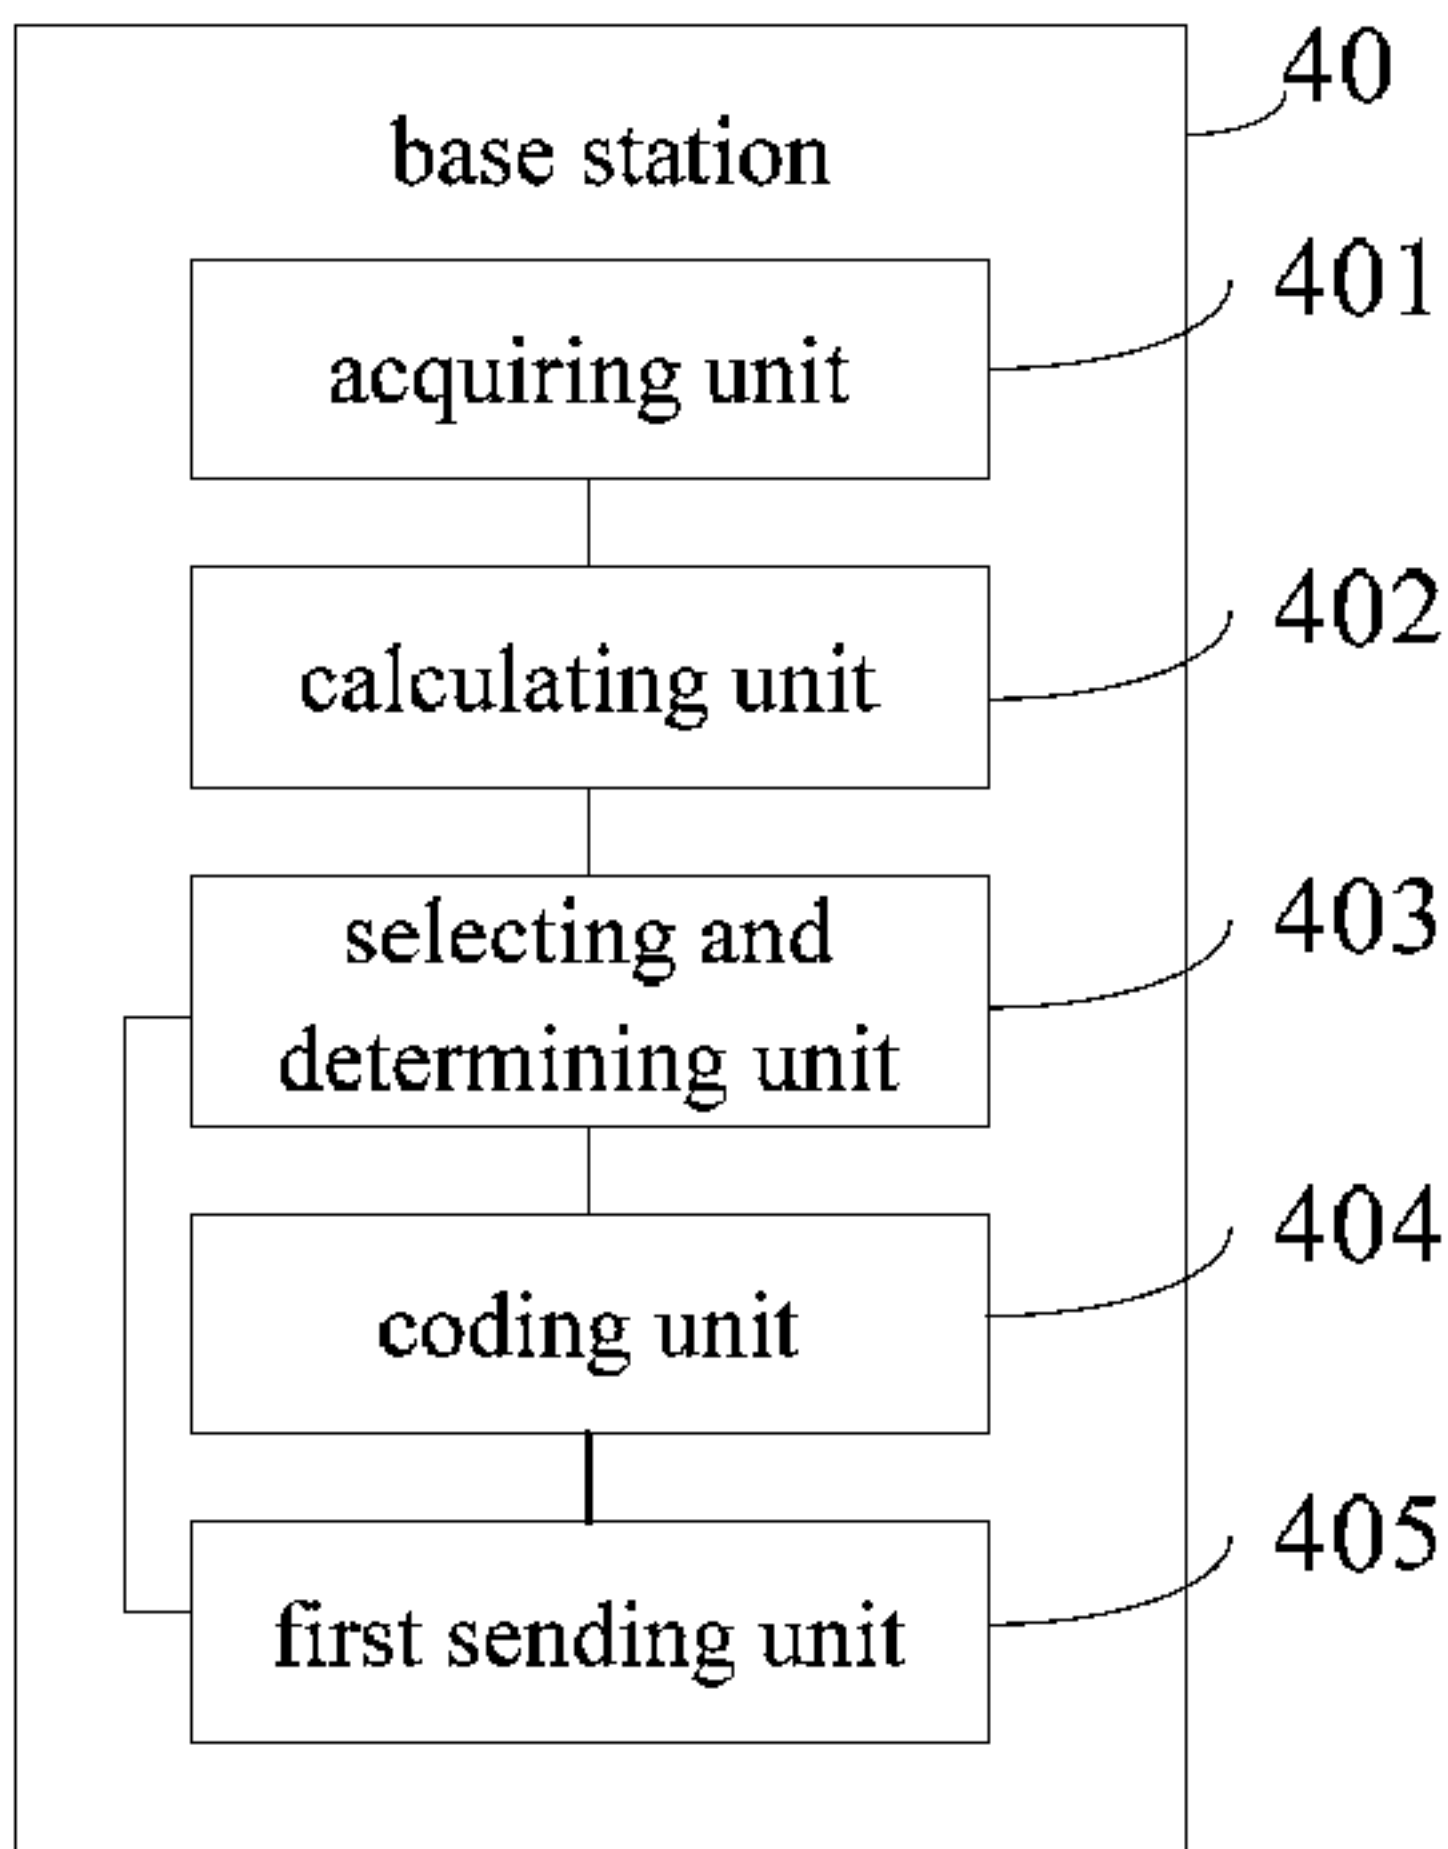 40
base station
401
acquiring unit
402
calculating unit
403
selecting and
determining unit
404
coding unit
405
first sending unit